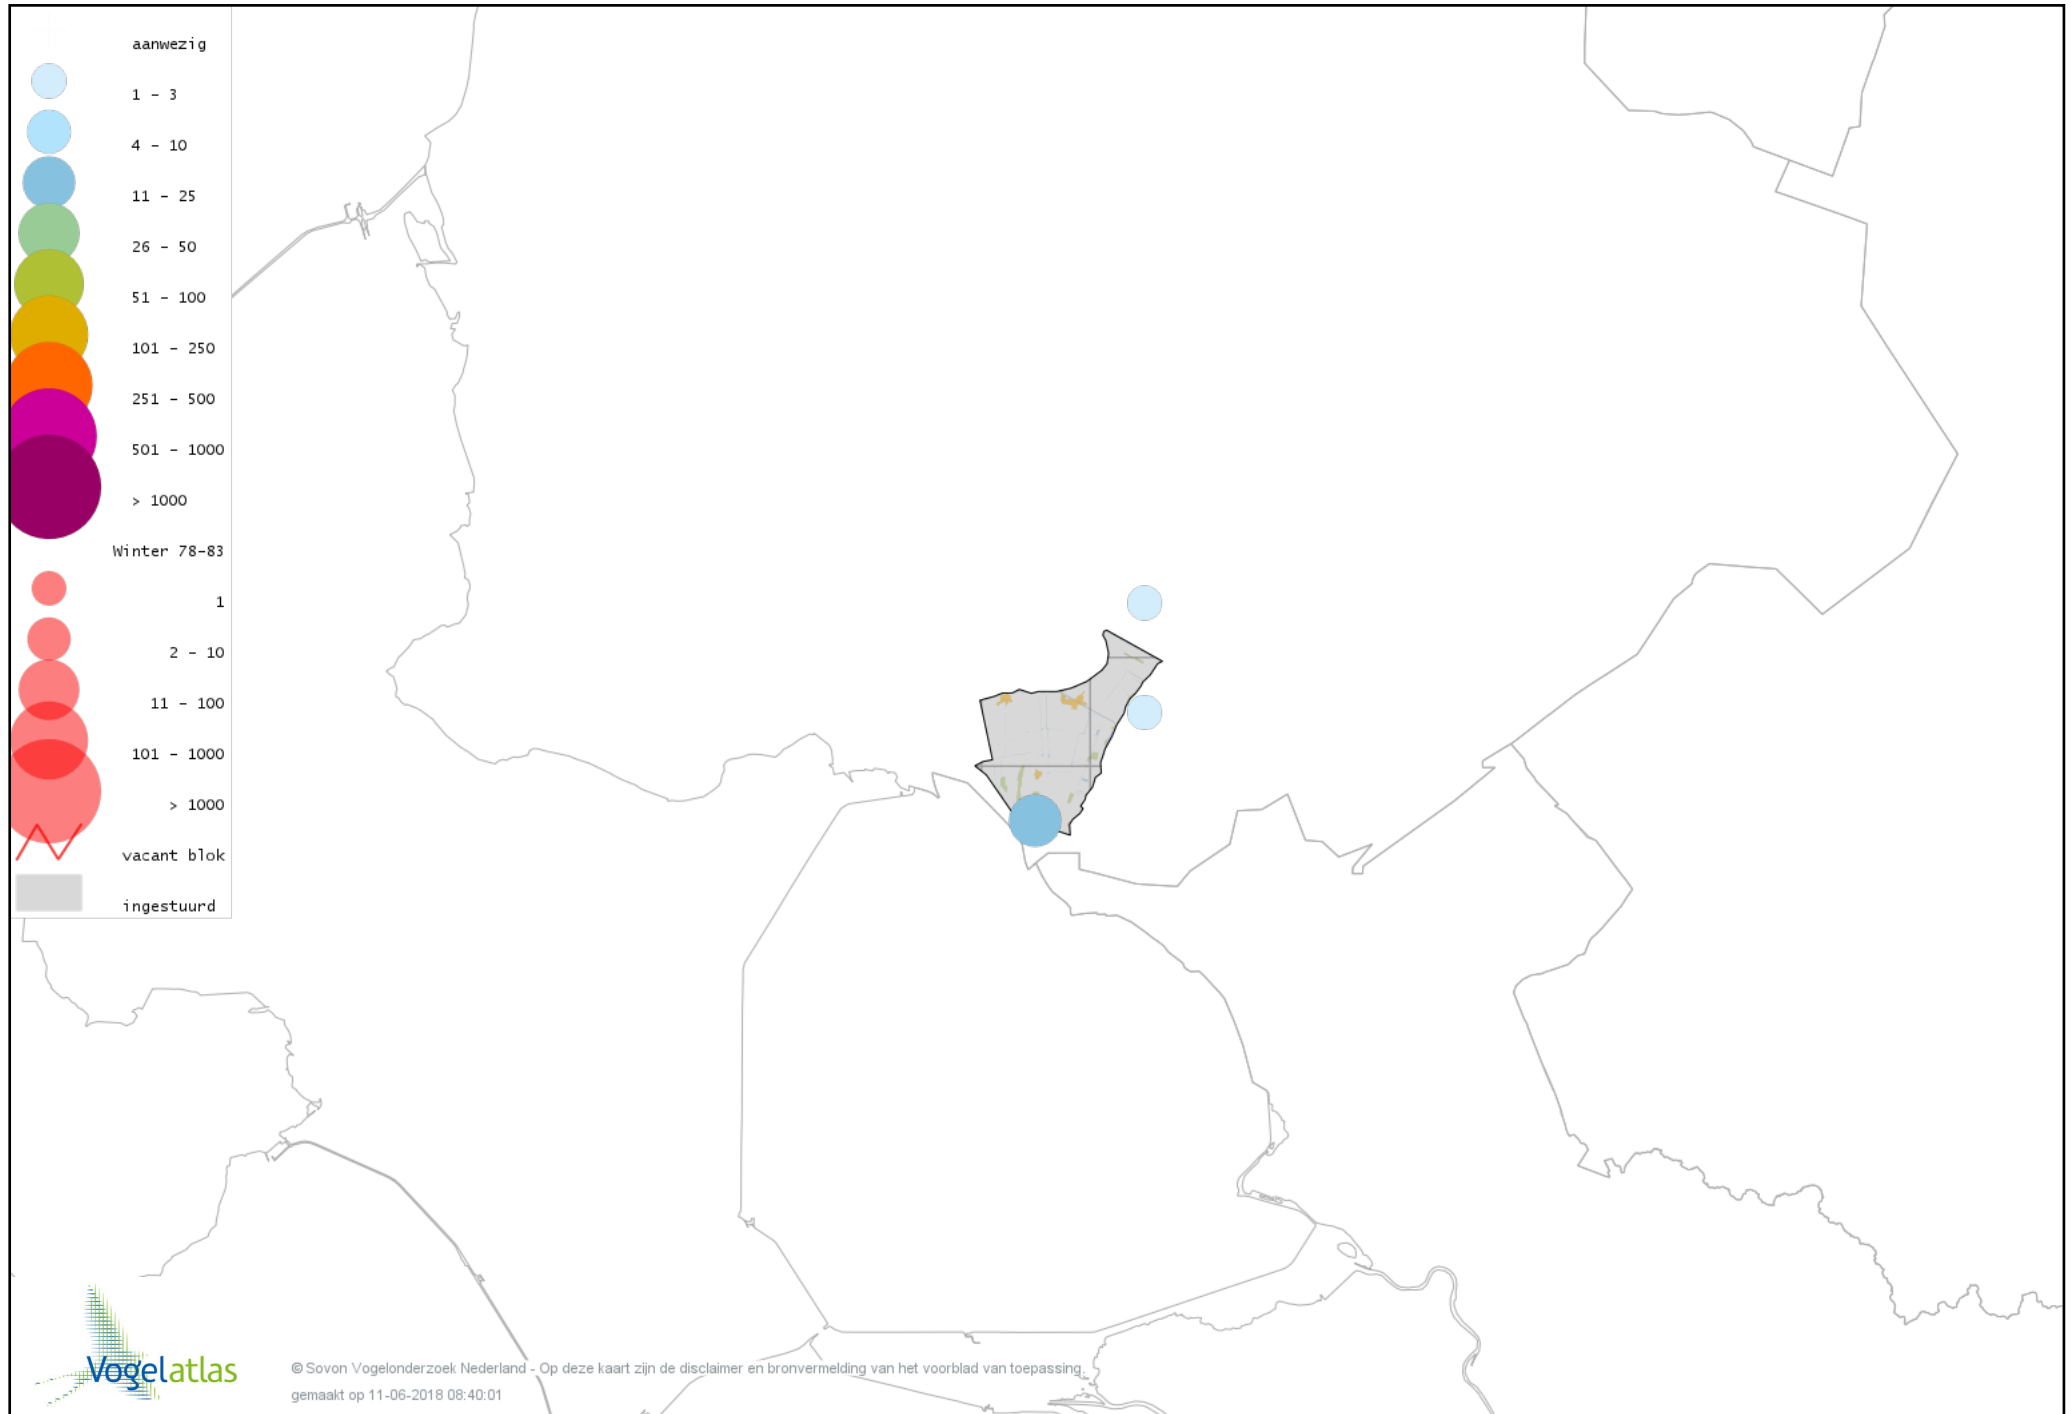 aanwezig
1 - 3
4 - 10
11 - 25
26 - 50
51 - 100
101 - 250
251 - 500
501 - 1000
> 1000
Winter 78-83
1
2 - 10
11 - 100
101 - 1000
> 1000
vacant blok
ingestuurd
Vogelatlas
© Sovon Vogelonderzoek Nederland - Op deze kaart zijn de disclaimer en bronvermelding van het voorblad van toepassing.
gemaakt op 11-06-2018 08:40:01